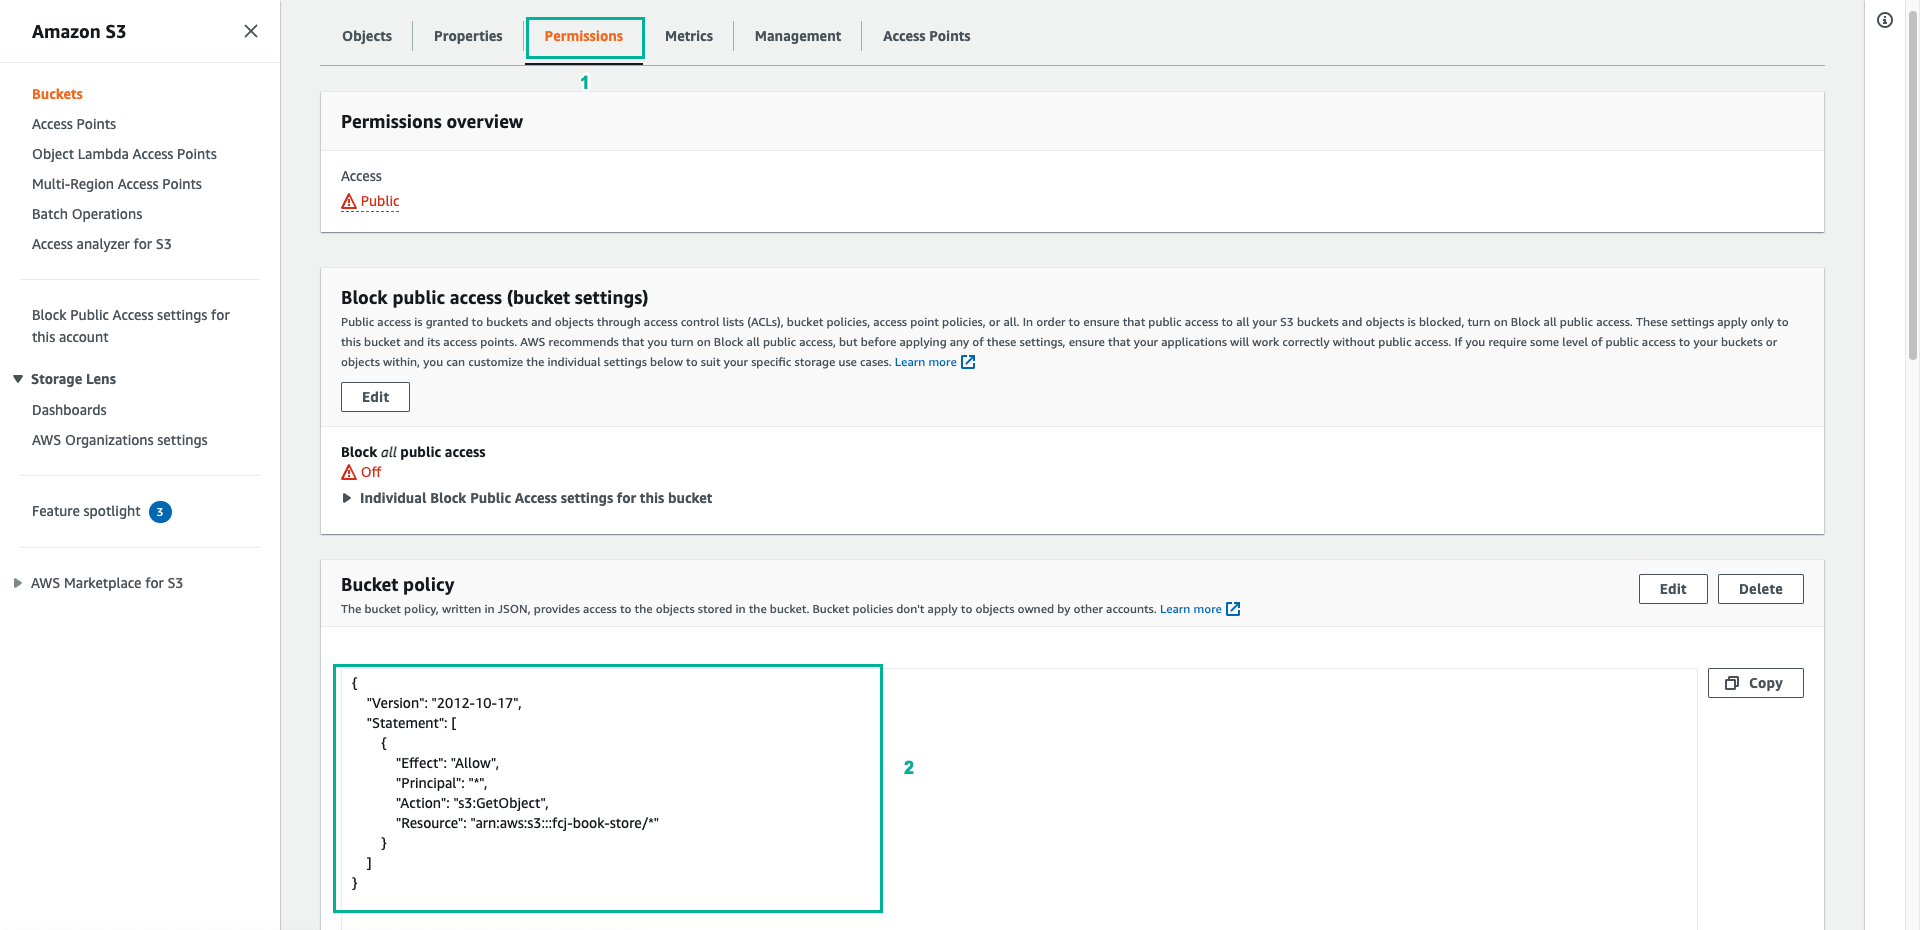 Amazon S3
Buckets
Access Points
Object Lambda Access Points
Multi-Region Access Points
Batch Operations
Access analyzer for S3
Block Public Access settings for
this account
Storage Lens
Dashboards
AWS Organizations settings
Feature spotlight 3
AWS Marketplace for S3
Objects Properties Permissions Metrics Management Access Points
1
Permissions overview
Access
Public
Block public access (bucket settings)
Public access is granted to buckets and objects through access control lists (ACLs), bucket policies, access point policies, or all. In order to ensure that public access to all your S3 buckets and objects is blocked, turn on Block all public access. These settings apply only to
this bucket and its access points. AWS recommends that you turn on Block all public access, but before applying any of these settings, ensure that your applications will work correctly without public access. If you require some level of public access to your buckets or
objects within, you can customize the individual settings below to suit your specific storage use cases. Learn more
Edit
Block all public access
Off
Individual Block Public Access settings for this bucket
Bucket policy
Edit Delete
The bucket policy, written in JSON, provides access to the objects stored in the bucket. Bucket policies don't apply to objects owned by other accounts. Learn more
Copy
{
"Version": "2012-10-17",
"Statement": [
{
"Effect": "Allow",
"Principal": "*",
"Action": "s3:GetObject",
"Resource": "arn:aws:s3:::fcj-book-store/*"
}
]
}
2